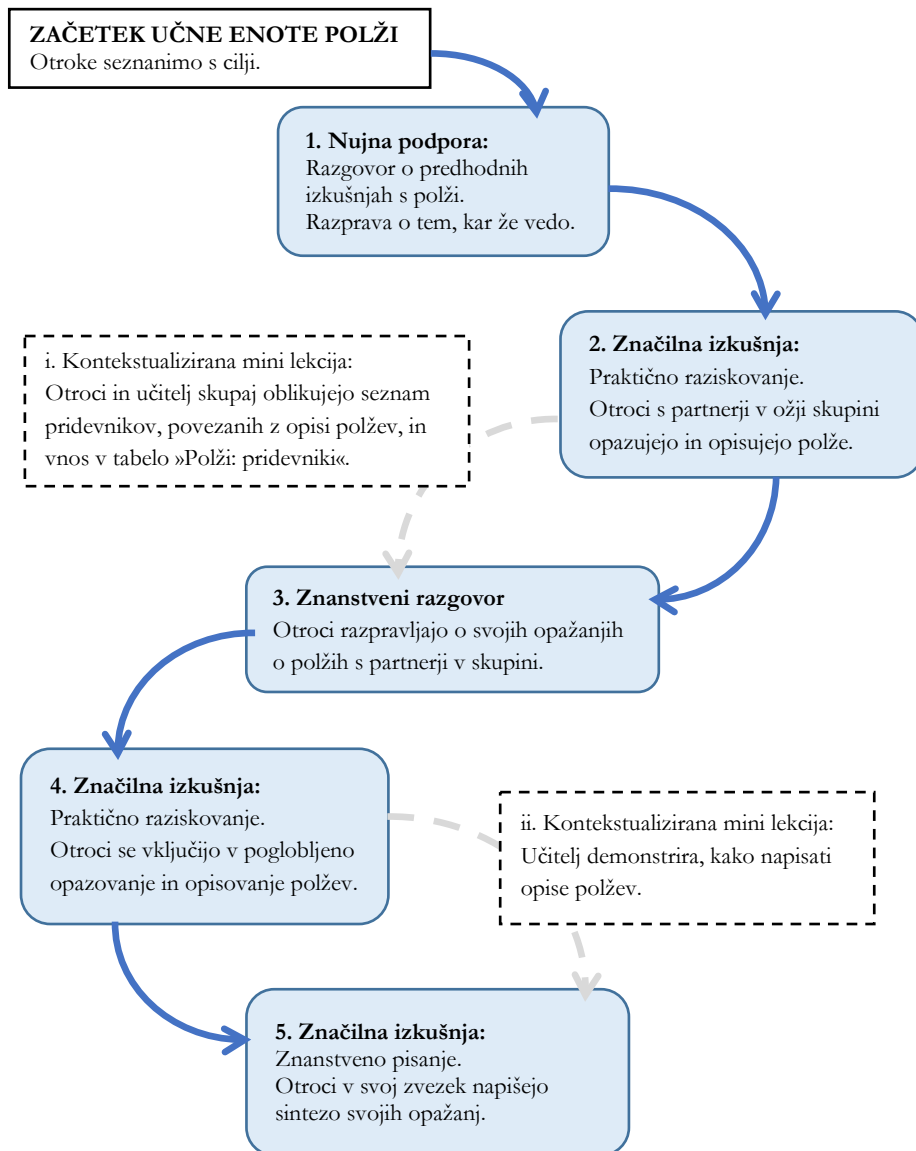 ZAČETEK UČNE ENOTE POLŽI
Otroke seznanimo s cilji.
1. Nujna podpora:
Razgovor o predhodnih
izkušnjah s polži.
Razprava o tem, kar že vedo.
2. Značilna izkušnja:
Praktično raziskovanje.
Otroci s partnerji v ožji skupini
opazujejo in opisujejo polže.
i. Kontekstualizirana mini lekcija:
Otroci in učitelj skupaj oblikujejo seznam
pridevnikov, povezanih z opisi polžev, in
vnos v tabelo »Polži: pridevniki«.
3. Znanstveni razgovor
Otroci razpravljajo o svojih opažanjih
o polžih s partnerji v skupini.
4. Značilna izkušnja:
Praktično raziskovanje.
Otroci se vključijo v poglobljeno
opazovanje in opisovanje polžev.
ii. Kontekstualizirana mini lekcija:
Učitelj demonstrira, kako napisati
opise polžev.
5. Značilna izkušnja:
Znanstveno pisanje.
Otroci v svoj zvezek napišejo
sintezo svojih opažanj.